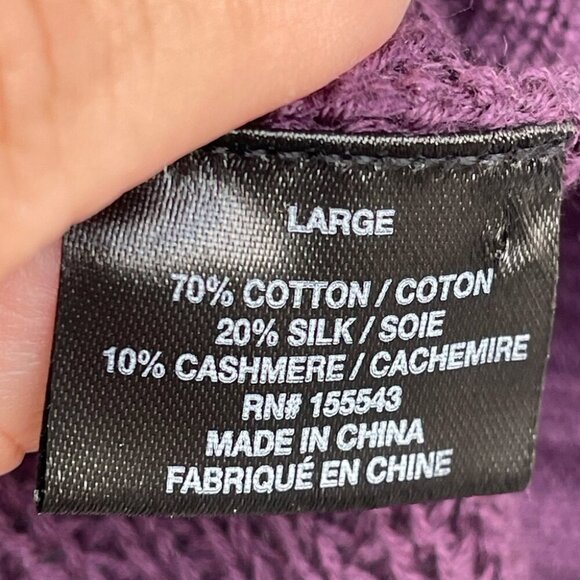 LARGE
70% COTTON / COTON
20% SILK / SOIE
10% CASHMERE / CACHEMIRE
RN# 155543
MADE IN CHINA
FABRIQUÉ EN CHINE